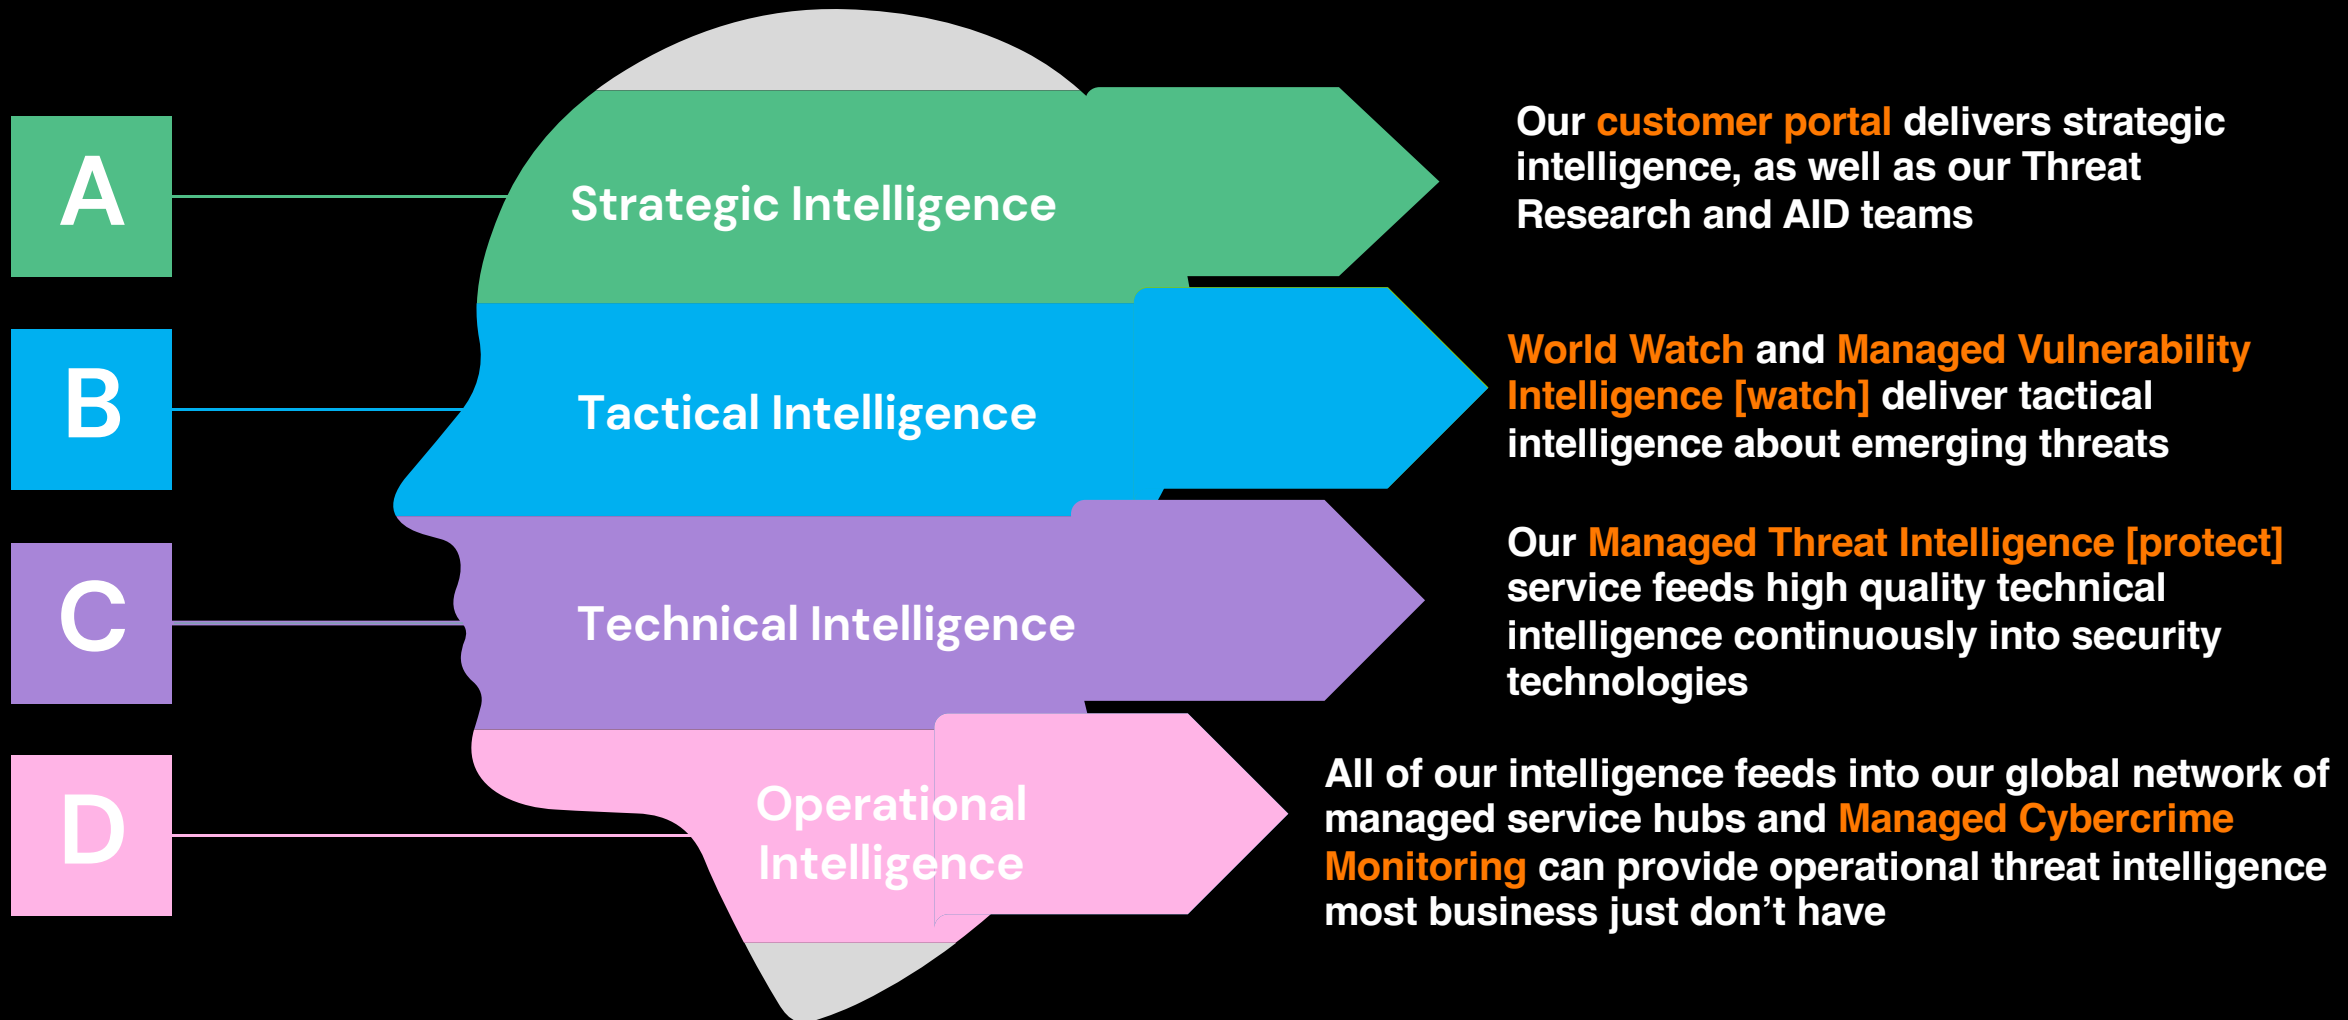 A
Strategic Intelligence
Our customer portal delivers strategic
intelligence, as well as our Threat
Research and AID teams
B
Tactical Intelligence
World Watch and Managed Vulnerability
Intelligence [watch] deliver tactical
intelligence about emerging threats
C
Technical Intelligence
Our Managed Threat Intelligence [protect]
service feeds high quality technical
intelligence continuously into security
technologies
D
Operational
Intelligence
All of our intelligence feeds into our global network of
managed service hubs and Managed Cybercrime
Monitoring can provide operational threat intelligence
most business just don’t have